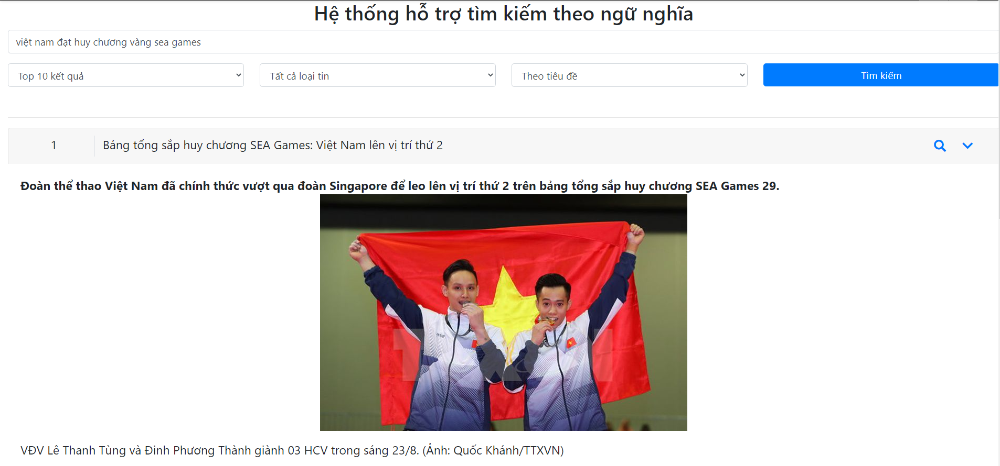 Hệ thống hỗ trợ tìm kiếm theo ngữ nghĩa
việt nam đạt huy chương vàng sea games
Top 10 kết quả
Tất cả loại tin
Theo tiêu đề
Tìm kiếm
1
Bảng tổng sắp huy chương SEA Games: Việt Nam lên vị trí thứ 2
Đoàn thể thao Việt Nam đã chính thức vượt qua đoàn Singapore để leo lên vị trí thứ 2 trên bảng tổng sắp huy chương SEA Games 29.
VĐV Lê Thanh Tùng và Đinh Phương Thành giành 03 HCV trong sáng 23/8. (Ảnh: Quốc Khánh/TTXVN)